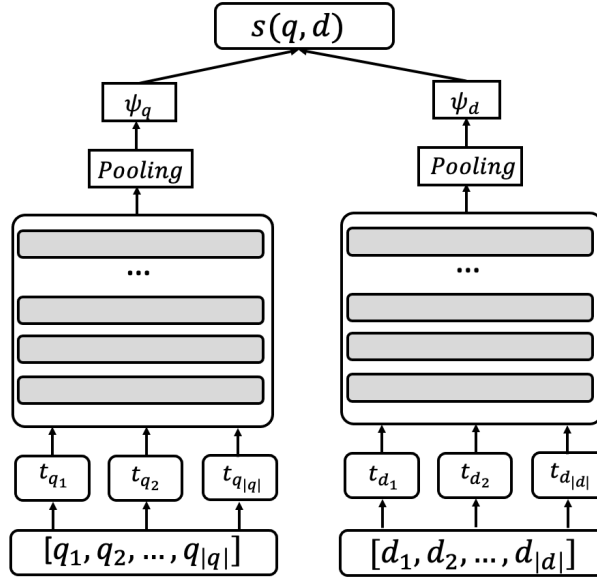 s(q, d)
ψ_q ψ_d
Pooling Pooling
... ...
t_{q_1} t_{q_2} t_{q_{|q|}} t_{d_1} t_{d_2} t_{d_{|d|}}
[q_1, q_2, ..., q_{|q|}] [d_1, d_2, ..., d_{|d|}]